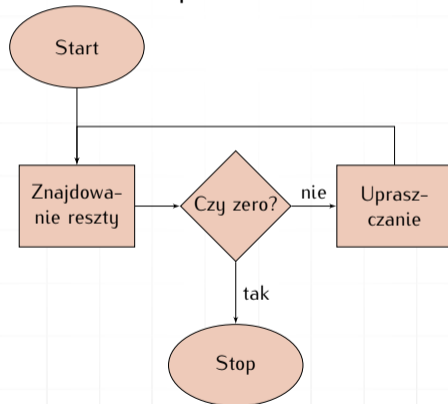 Start
Znajdowa-
nie reszty
Czy zero?
nie
Uprasz-
czanie
tak
Stop